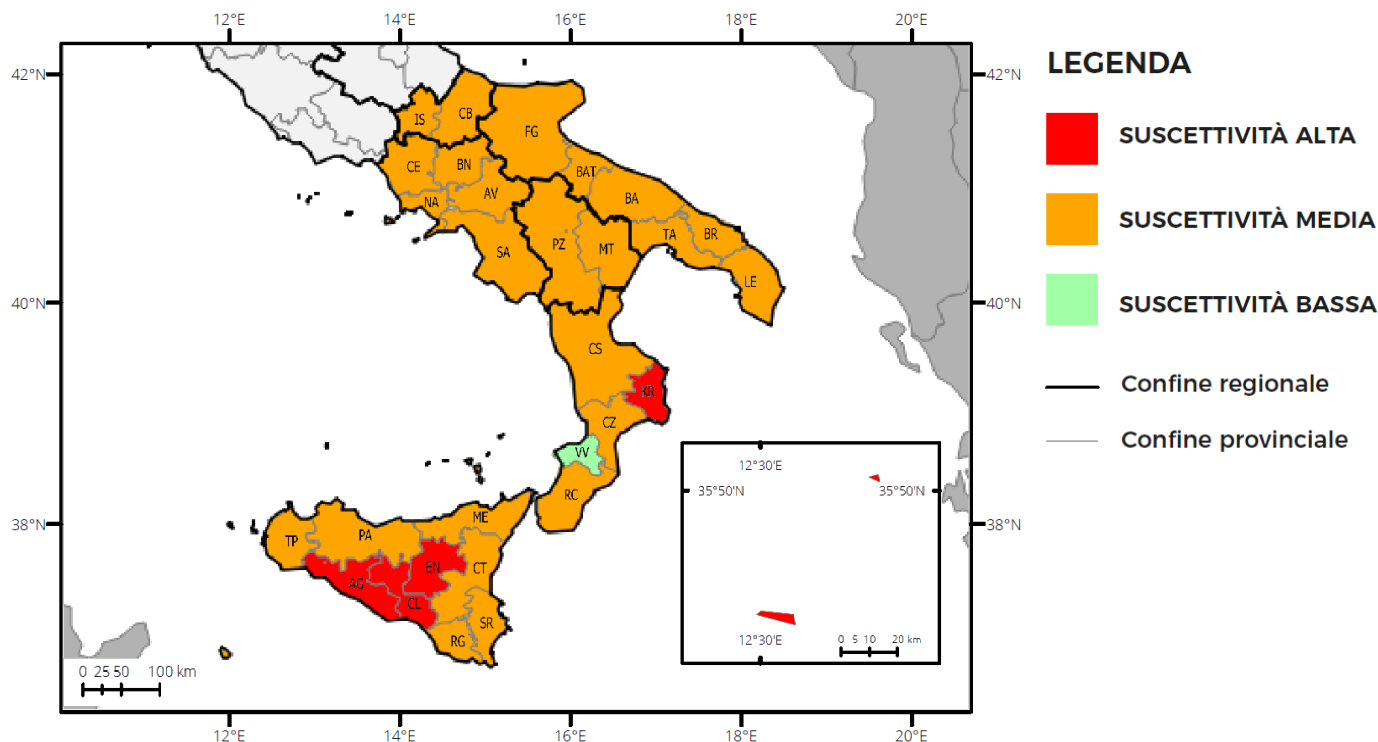 12°E 14°E 16°E 18°E 20°E
42°N 42°N
LEGENDA
SUSCETTIVITÀ ALTA
SUSCETTIVITÀ MEDIA
SUSCETTIVITÀ BASSA
Confine regionale
Confine provinciale
IS CB FG
CE BN BAT
NA AV BA
SA PZ MT TA BR
LE
40°N 40°N
CS
KR
CZ
VV
RC
ME
38°N 38°N
TP PA
AG EN CT
CL
RG SR
12°30'E
35°50'N 35°50'N
12°30'E
0 5 10 20 km
0 25 50 100 km
12°E 14°E 16°E 18°E 20°E